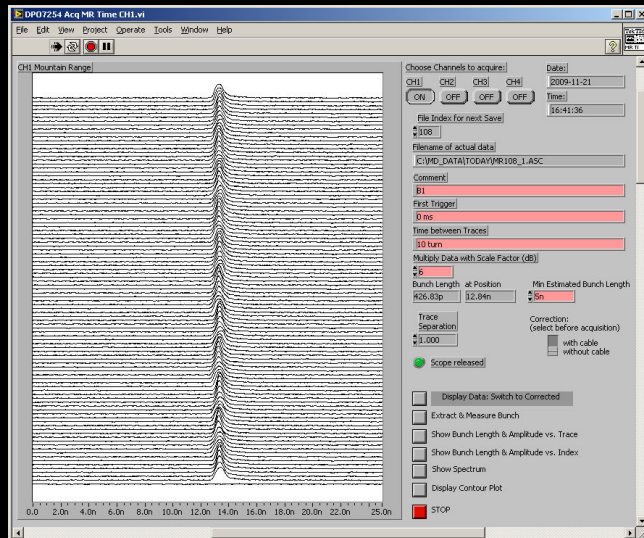 DPO7254 Acq MR Time CH1.vi
File Edit View Project Operate Tools Window Help
CH1 Mountain Range
0.0 2.0n 4.0n 6.0n 8.0n 10.0n 12.0n 14.0n 16.0n 18.0n 20.0n 22.0n 25.0n
Choose Channels to acquire:
CH1 CH2 CH3 CH4
ON OFF OFF OFF
Date:
2009-11-21
Time:
16:41:36
File Index for next Save
108
Filename of actual data
C:\MD_DATA\TODAY\MR108_1.ASC
Comment
B1
First Trigger
0 ms
Time between Traces
10 turn
Multiply Data with Scale Factor (dB)
6
Bunch Length at Position Min Estimated Bunch Length
426.83p 12.84n 5n
Trace
Separation
1.000
Correction:
(select before acquisition)
with cable
without cable
Scope released
Display Data: Switch to Corrected
Extract & Measure Bunch
Show Bunch Length & Amplitude vs. Trace
Show Bunch Length & Amplitude vs. Index
Show Spectrum
Display Contour Plot
STOP